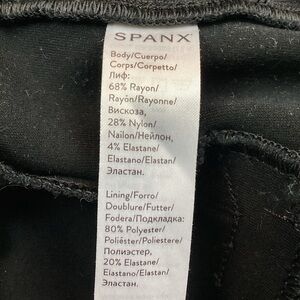 SPANX
Body/Cuerpo/
Corps/Corpetto/
Лиф:
68% Rayon/
Rayón/Rayonne/
Вискоза,
28% Nylon/
Nailon/Нейлон,
4% Elastane/
Elastano/Elastan/
Эластан.
Lining/Forro/
Doublure/Futter/
Fodera/Подкладка:
80% Polyester/
Poliéster/Poliestere/
Полиэстер,
20% Elastane/
Elastano/Elastan/
Эластан.